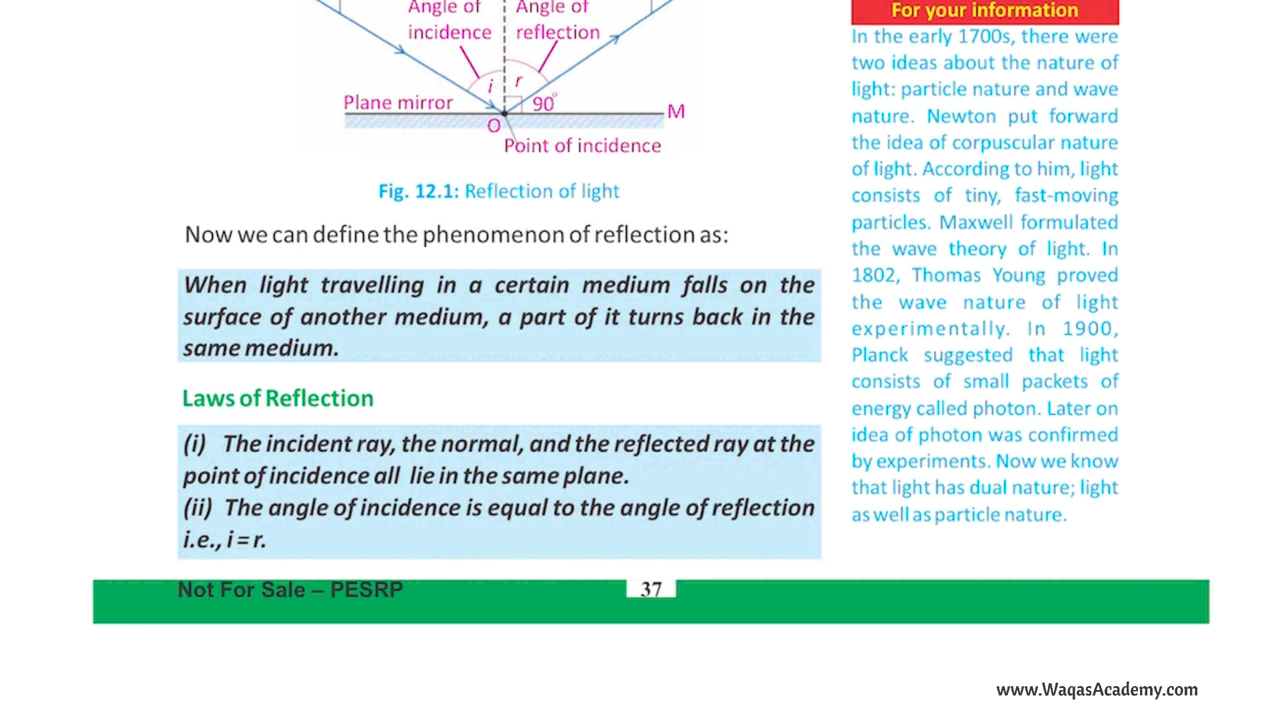 Angle of
incidence
Angle of
reflection
i r
Plane mirror
90°
M
O
Point of incidence
Fig. 12.1: Reflection of light
Now we can define the phenomenon of reflection as:
When light travelling in a certain medium falls on the
surface of another medium, a part of it turns back in the
same medium.
Laws of Reflection
(i) The incident ray, the normal, and the reflected ray at the
point of incidence all lie in the same plane.
(ii) The angle of incidence is equal to the angle of reflection
i.e., i = r.
For your information
In the early 1700s, there were
two ideas about the nature of
light: particle nature and wave
nature. Newton put forward
the idea of corpuscular nature
of light. According to him, light
consists of tiny, fast-moving
particles. Maxwell formulated
the wave theory of light. In
1802, Thomas Young proved
the wave nature of light
experimentally. In 1900,
Planck suggested that light
consists of small packets of
energy called photon. Later on
idea of photon was confirmed
by experiments. Now we know
that light has dual nature; light
as well as particle nature.
Not For Sale – PESRP
37
www.WaqasAcademy.com